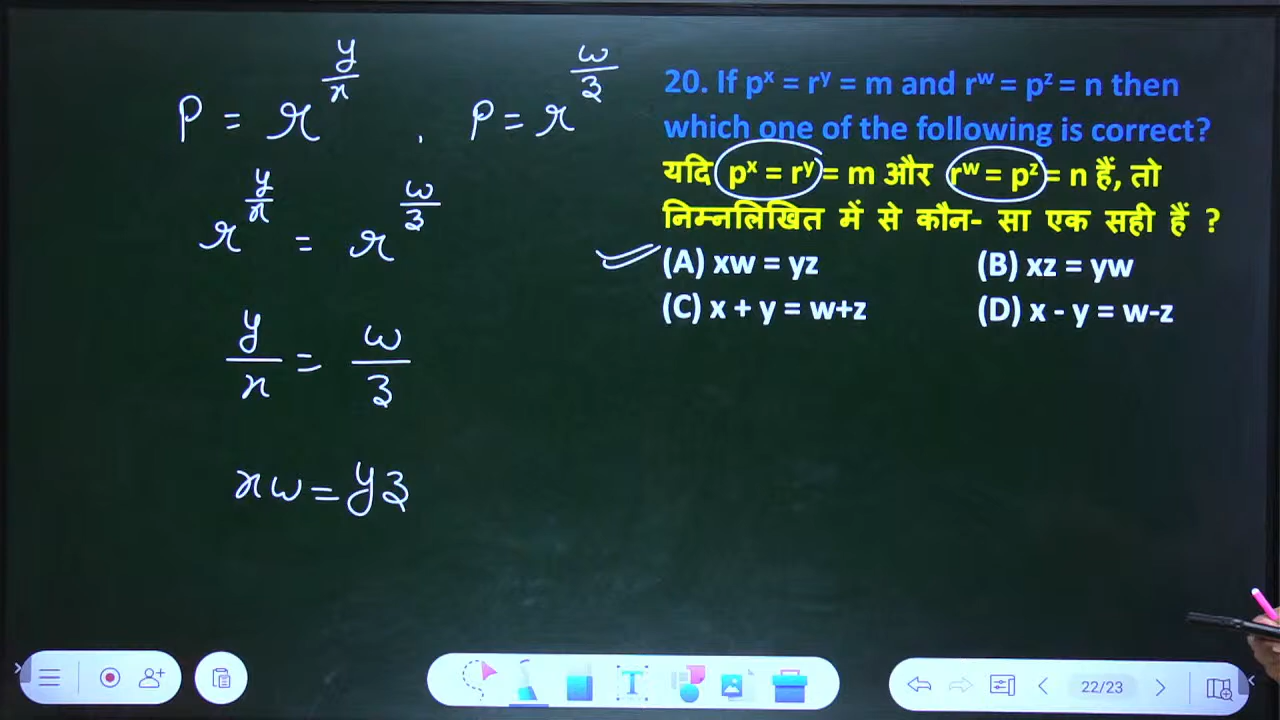 P = r^(y/x) , P = r^(w/z)
r^(y/x) = r^(w/z)
y/x = w/z
xw = yz
20. If pˣ = rʸ = m and rʷ = pᶻ = n then
which one of the following is correct?
यदि pˣ = rʸ = m और rʷ = pᶻ = n हैं, तो
निम्नलिखित में से कौन- सा एक सही हैं ?
(A) xw = yz (B) xz = yw
(C) x + y = w+z (D) x - y = w-z
T
22/23